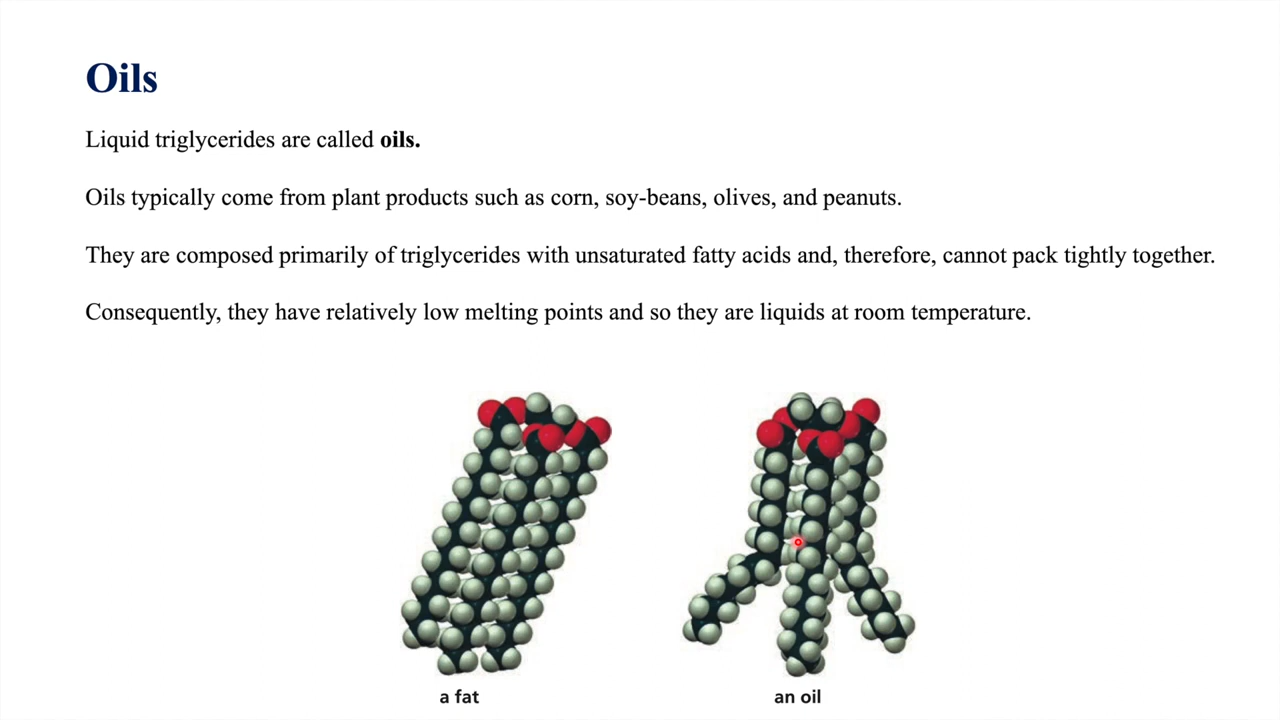 Oils
Liquid triglycerides are called oils.
Oils typically come from plant products such as corn, soy-beans, olives, and peanuts.
They are composed primarily of triglycerides with unsaturated fatty acids and, therefore, cannot pack tightly together.
Consequently, they have relatively low melting points and so they are liquids at room temperature.
a fat
an oil